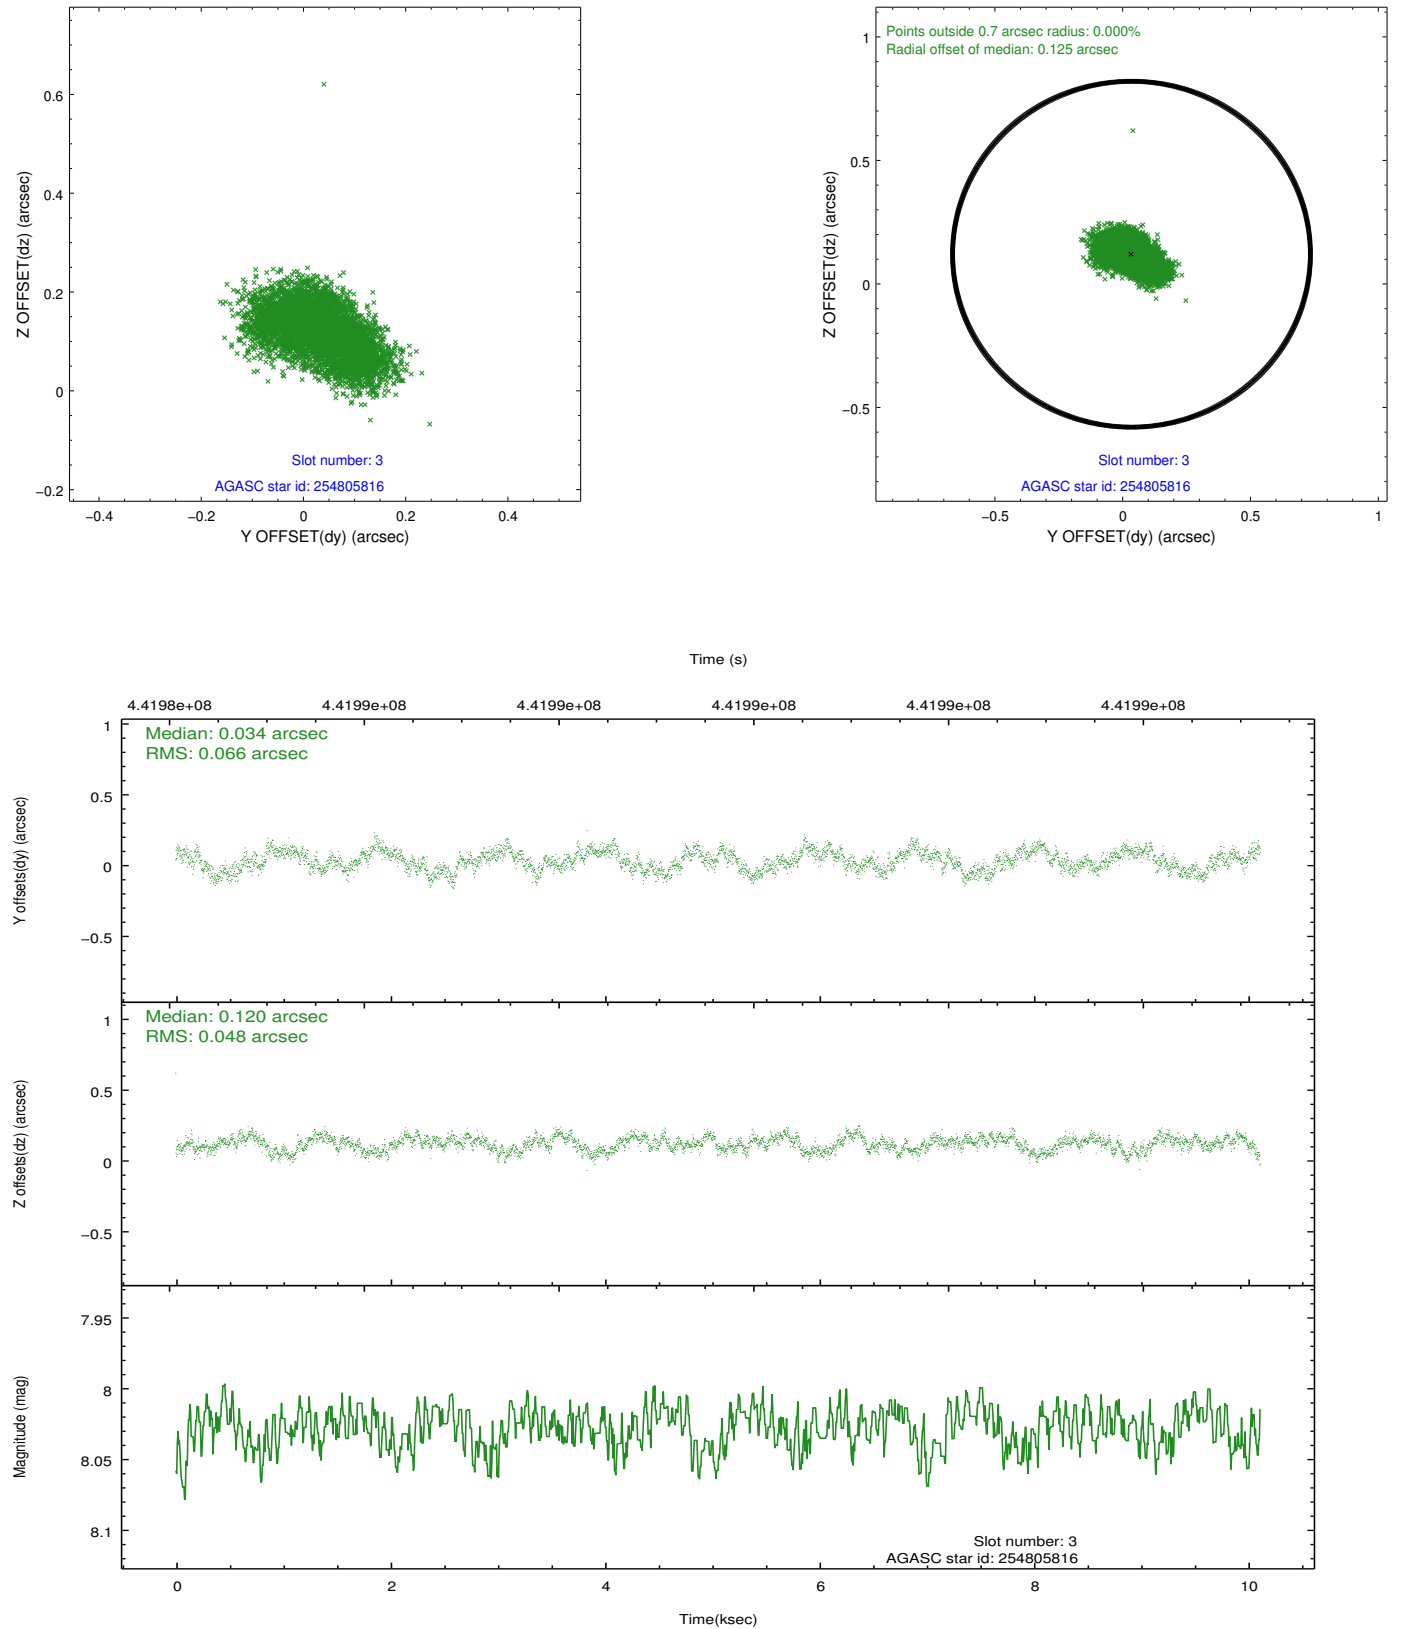 0.6
0.4
0.2
0
−0.2
−0.4
−0.2
0
0.2
0.4
Z OFFSET(dz) (arcsec)
Y OFFSET(dy) (arcsec)
Slot number: 3
AGASC star id: 254805816
Points outside 0.7 arcsec radius: 0.000%
Radial offset of median: 0.125 arcsec
1
0.5
0
−0.5
−0.5
0
0.5
1
Z OFFSET(dz) (arcsec)
Y OFFSET(dy) (arcsec)
Slot number: 3
AGASC star id: 254805816
Time (s)
4.4198e+08
4.4199e+08
4.4199e+08
4.4199e+08
4.4199e+08
4.4199e+08
Median: 0.034 arcsec
RMS: 0.066 arcsec
1
0.5
0
−0.5
Y offsets(dy) (arcsec)
Median: 0.120 arcsec
RMS: 0.048 arcsec
1
0.5
0
−0.5
Z offsets(dz) (arcsec)
7.95
8
8.05
8.1
Magnitude (mag)
Slot number: 3
AGASC star id: 254805816
0
2
4
6
8
10
Time(ksec)